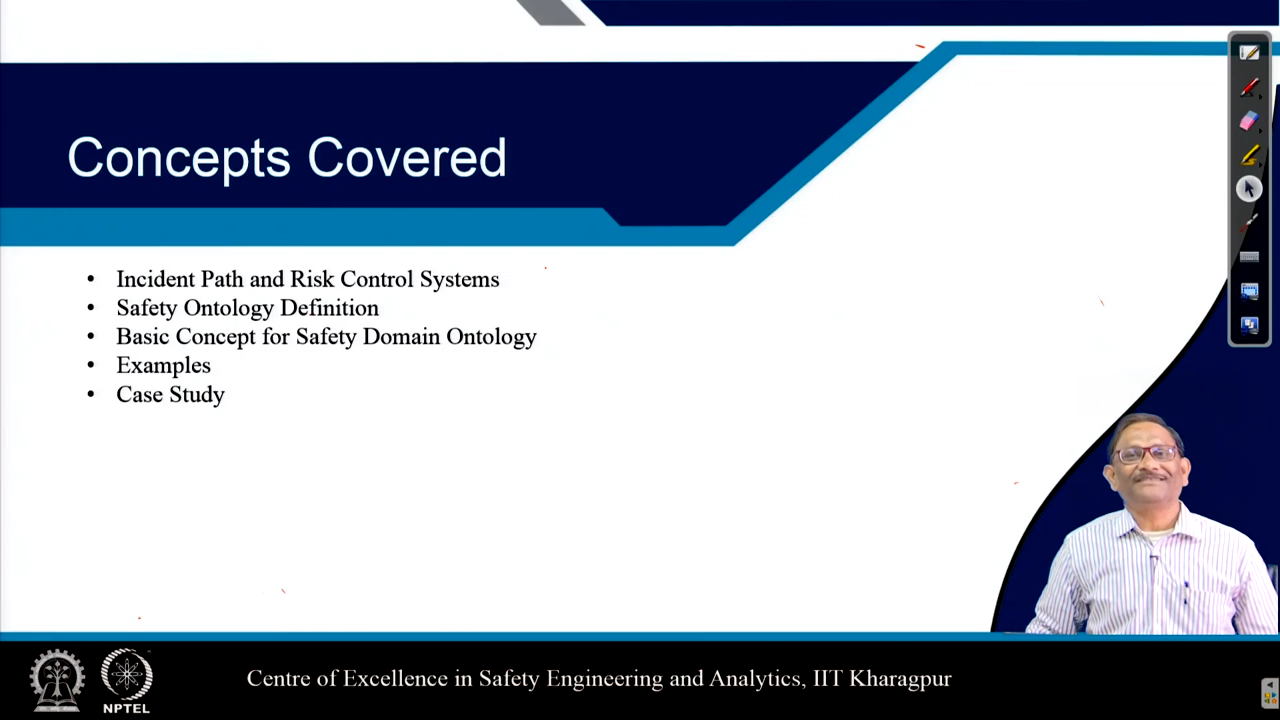 Concepts Covered
• Incident Path and Risk Control Systems
• Safety Ontology Definition
• Basic Concept for Safety Domain Ontology
• Examples
• Case Study
NPTEL
Centre of Excellence in Safety Engineering and Analytics, IIT Kharagpur